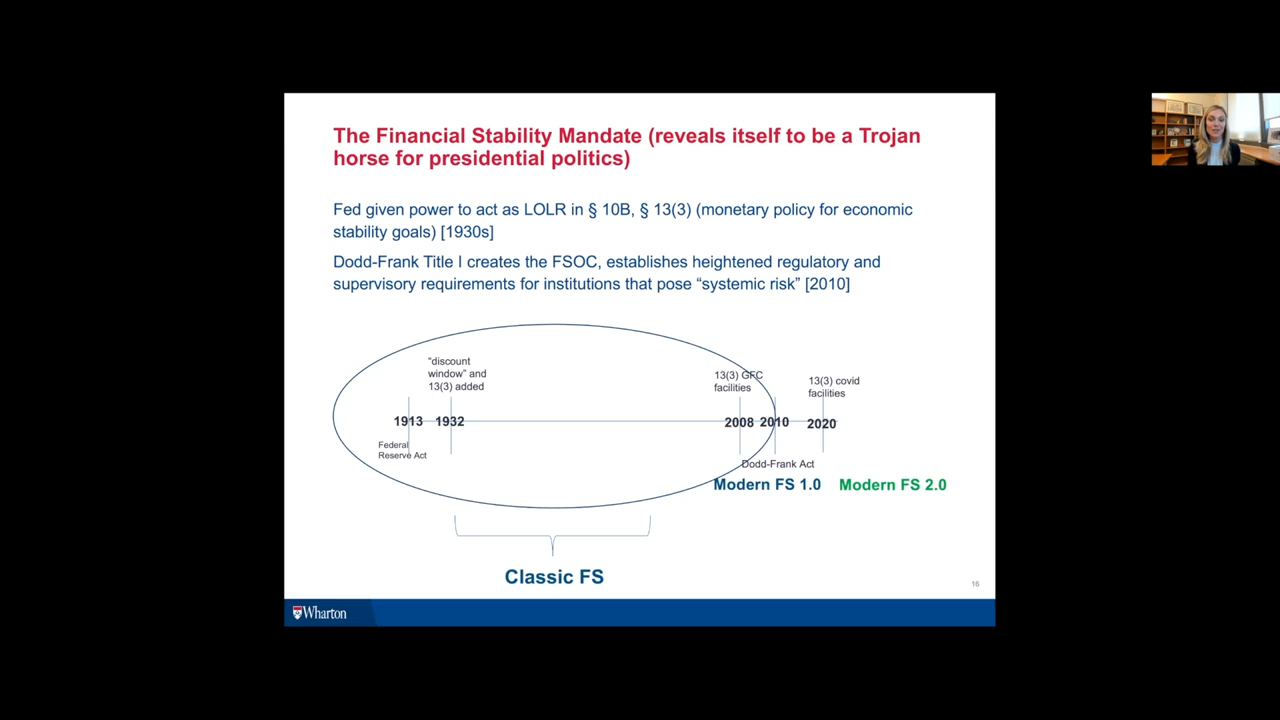 The Financial Stability Mandate (reveals itself to be a Trojan
horse for presidential politics)
Fed given power to act as LOLR in § 10B, § 13(3) (monetary policy for economic
stability goals) [1930s]
Dodd-Frank Title I creates the FSOC, establishes heightened regulatory and
supervisory requirements for institutions that pose “systemic risk” [2010]
“discount
window” and
13(3) added
13(3) GFC
facilities
13(3) covid
facilities
1913
1932
2008
2010
2020
Federal
Reserve Act
Dodd-Frank Act
Modern FS 1.0
Modern FS 2.0
Classic FS
16
Wharton